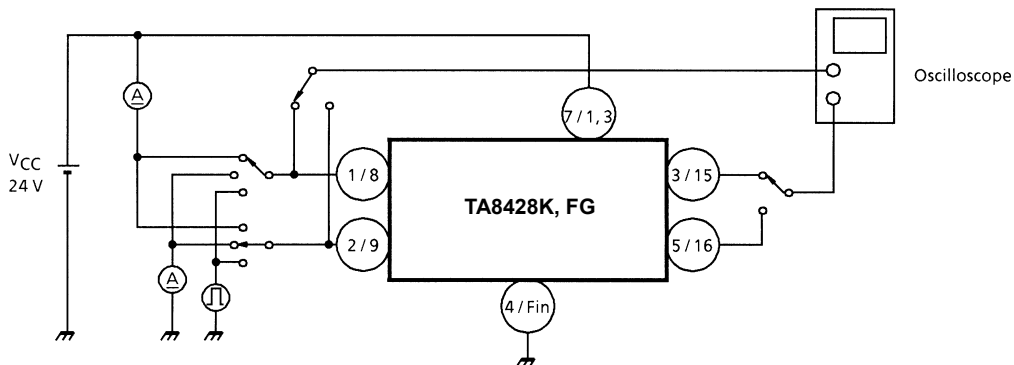 Oscilloscope
A
7 / 1, 3
VCC
24 V
1 / 8
3 / 15
TA8428K, FG
2 / 9
5 / 16
A
4 / Fin